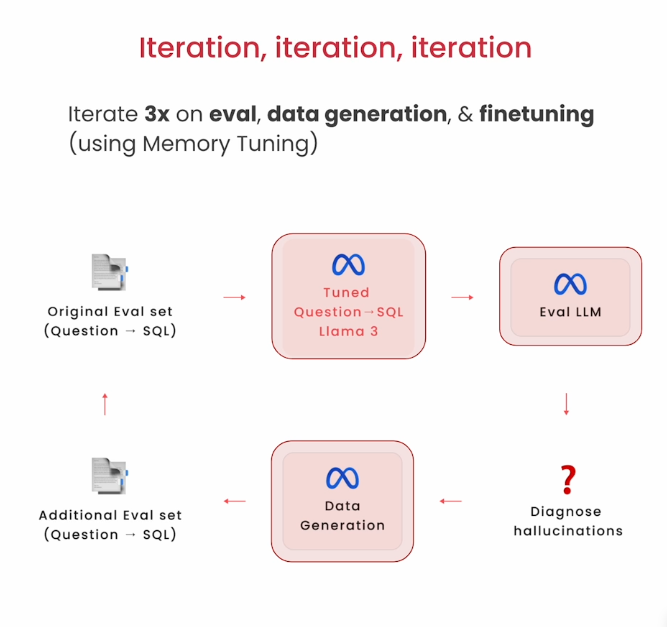 Iteration, iteration, iteration
Iterate 3x on eval, data generation, & finetuning
(using Memory Tuning)
Original Eval set
(Question → SQL)
Tuned
Question→SQL
Llama 3
Eval LLM
Additional Eval set
(Question → SQL)
Data
Generation
?
Diagnose
hallucinations